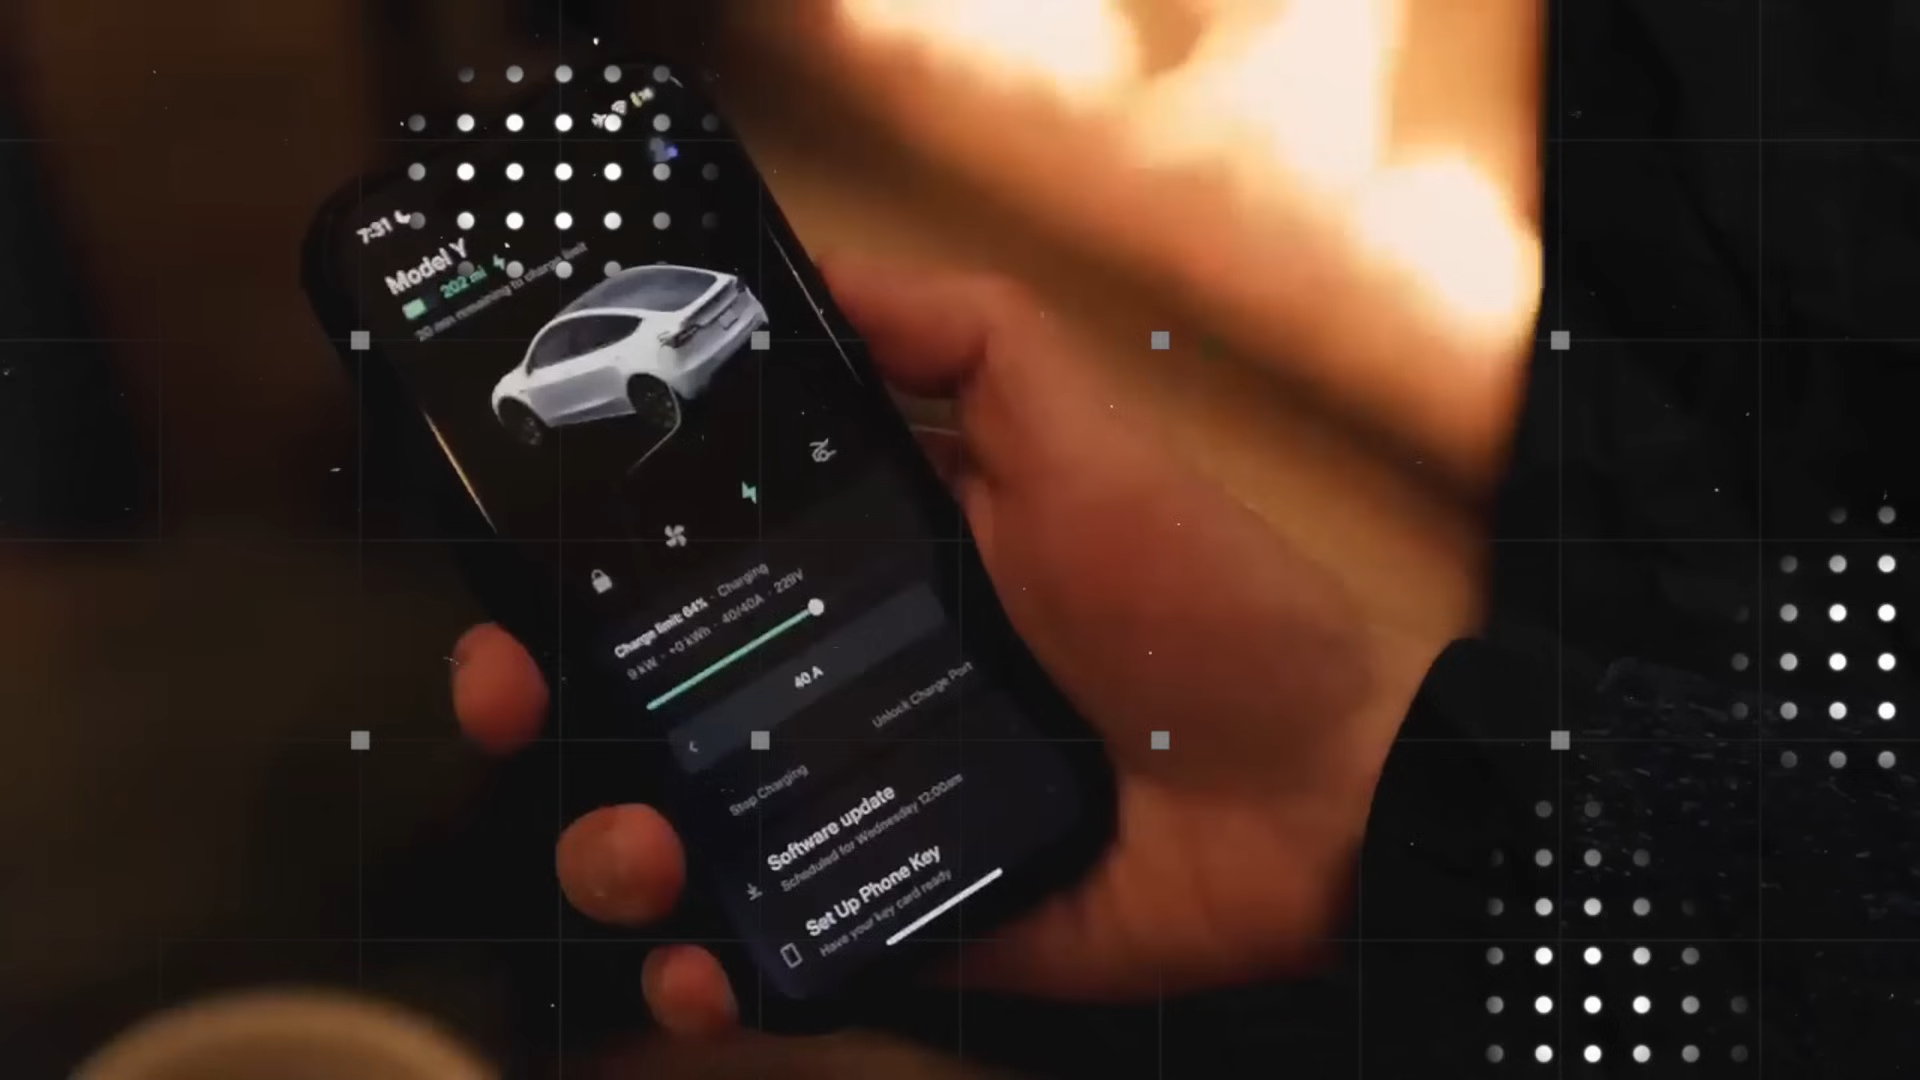 7:31
Model Y
202 mi
20 min remaining to charge limit
Charge limit: 64% · Charging
9 kW · +0 kWh · 40/40A · 229V
40 A
Unlock Charge Port
Stop Charging
Software update
Scheduled for Wednesday 12:00am
Set Up Phone Key
Have your key card ready